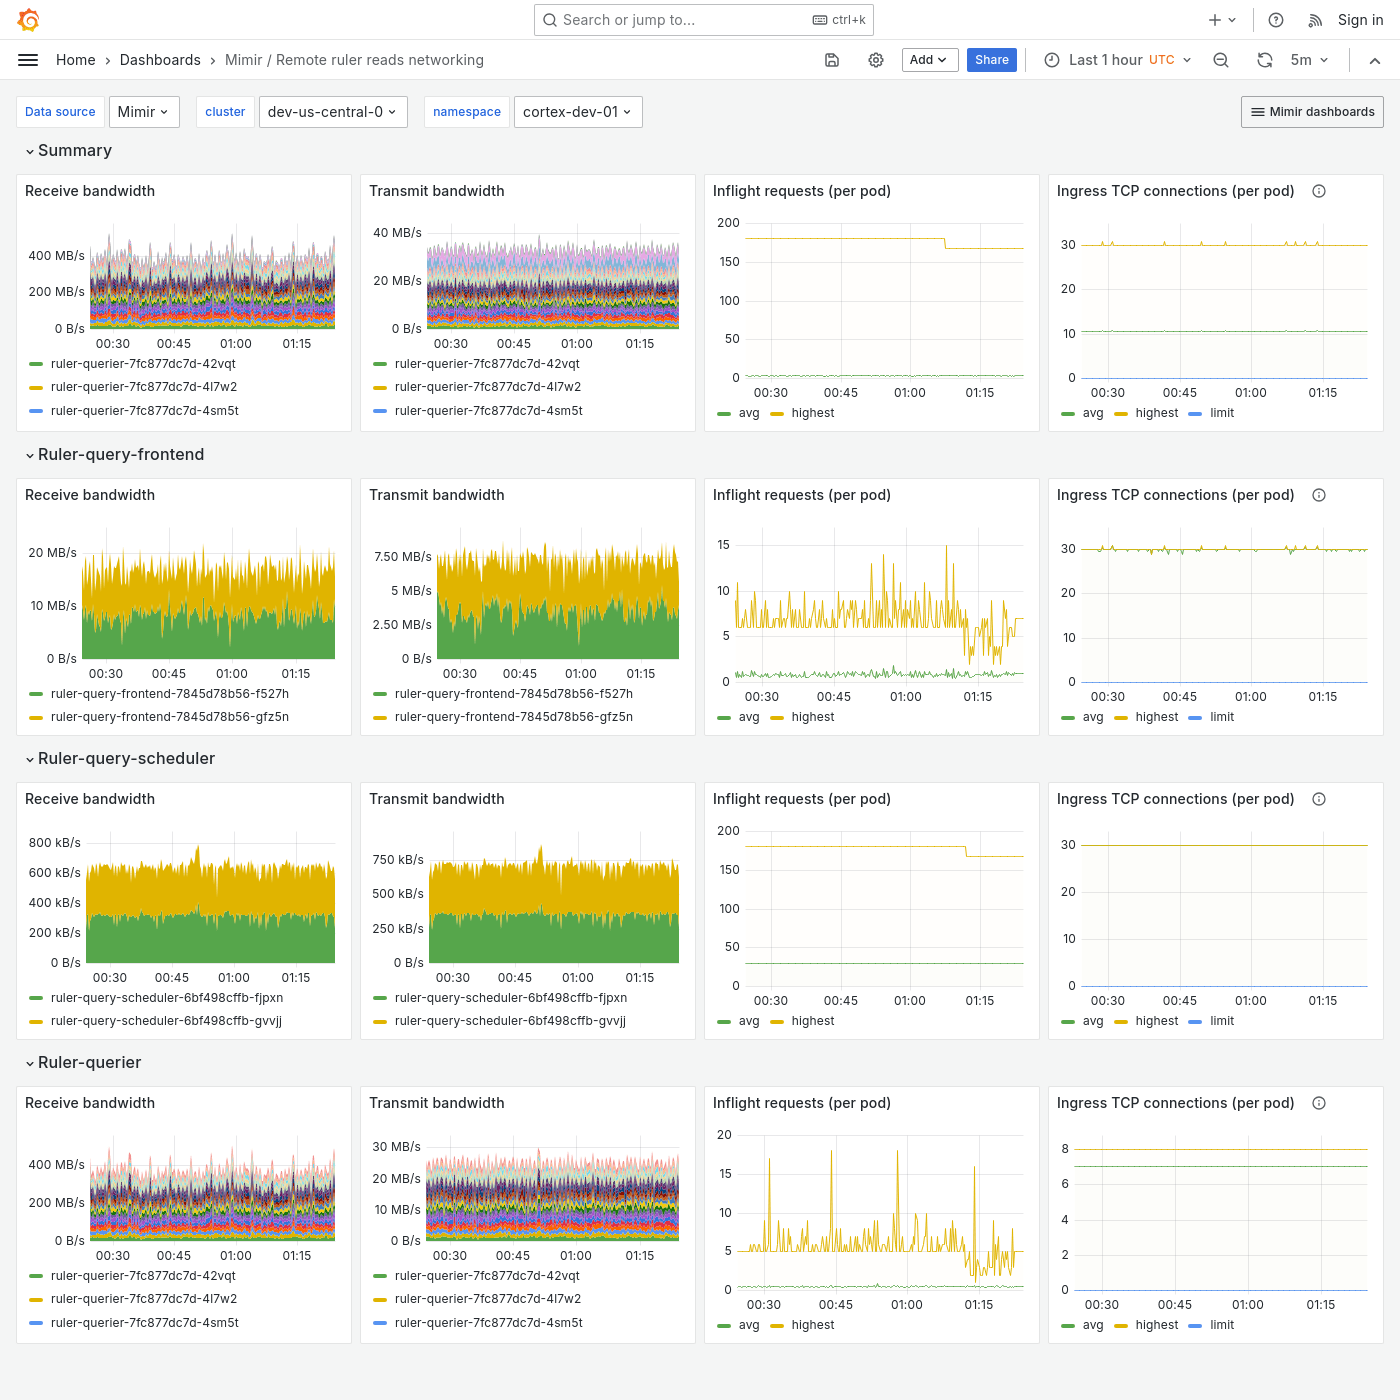 Search or jump to... ctrl+k Sign in
Home > Dashboards > Mimir / Remote ruler reads networking Add Share Last 1 hour UTC 5m
Data source Mimir cluster dev-us-central-0 namespace cortex-dev-01 Mimir dashboards
Summary
Receive bandwidth
400 MB/s
200 MB/s
0 B/s
00:30 00:45 01:00 01:15
ruler-querier-7fc877dc7d-42vqt
ruler-querier-7fc877dc7d-4l7w2
ruler-querier-7fc877dc7d-4sm5t
Transmit bandwidth
40 MB/s
20 MB/s
0 B/s
00:30 00:45 01:00 01:15
ruler-querier-7fc877dc7d-42vqt
ruler-querier-7fc877dc7d-4l7w2
ruler-querier-7fc877dc7d-4sm5t
Inflight requests (per pod)
200
150
100
50
0
00:30 00:45 01:00 01:15
avg highest
Ingress TCP connections (per pod)
30
20
10
0
00:30 00:45 01:00 01:15
avg highest limit
Ruler-query-frontend
Receive bandwidth
20 MB/s
10 MB/s
0 B/s
00:30 00:45 01:00 01:15
ruler-query-frontend-7845d78b56-f527h
ruler-query-frontend-7845d78b56-gfz5n
Transmit bandwidth
7.50 MB/s
5 MB/s
2.50 MB/s
0 B/s
00:30 00:45 01:00 01:15
ruler-query-frontend-7845d78b56-f527h
ruler-query-frontend-7845d78b56-gfz5n
Inflight requests (per pod)
15
10
5
0
00:30 00:45 01:00 01:15
avg highest
Ingress TCP connections (per pod)
30
20
10
0
00:30 00:45 01:00 01:15
avg highest limit
Ruler-query-scheduler
Receive bandwidth
800 kB/s
600 kB/s
400 kB/s
200 kB/s
0 B/s
00:30 00:45 01:00 01:15
ruler-query-scheduler-6bf498cffb-fjpxn
ruler-query-scheduler-6bf498cffb-gvvjj
Transmit bandwidth
750 kB/s
500 kB/s
250 kB/s
0 B/s
00:30 00:45 01:00 01:15
ruler-query-scheduler-6bf498cffb-fjpxn
ruler-query-scheduler-6bf498cffb-gvvjj
Inflight requests (per pod)
200
150
100
50
0
00:30 00:45 01:00 01:15
avg highest
Ingress TCP connections (per pod)
30
20
10
0
00:30 00:45 01:00 01:15
avg highest limit
Ruler-querier
Receive bandwidth
400 MB/s
200 MB/s
0 B/s
00:30 00:45 01:00 01:15
ruler-querier-7fc877dc7d-42vqt
ruler-querier-7fc877dc7d-4l7w2
ruler-querier-7fc877dc7d-4sm5t
Transmit bandwidth
30 MB/s
20 MB/s
10 MB/s
0 B/s
00:30 00:45 01:00 01:15
ruler-querier-7fc877dc7d-42vqt
ruler-querier-7fc877dc7d-4l7w2
ruler-querier-7fc877dc7d-4sm5t
Inflight requests (per pod)
20
15
10
5
0
00:30 00:45 01:00 01:15
avg highest
Ingress TCP connections (per pod)
8
6
4
2
0
00:30 00:45 01:00 01:15
avg highest limit